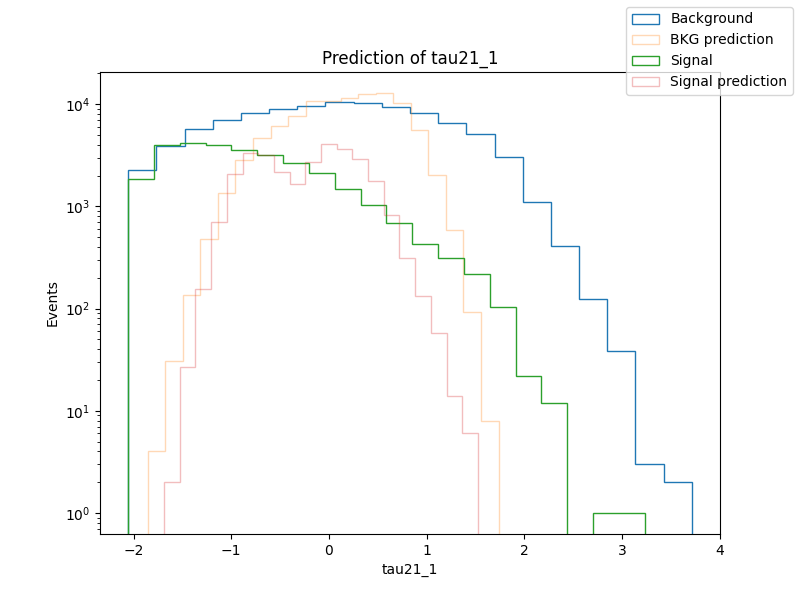 Prediction of tau21_1
Background
BKG prediction
Signal
Signal prediction
Events
10⁴
10³
10²
10¹
10⁰
−2
−1
0
1
2
3
4
tau21_1